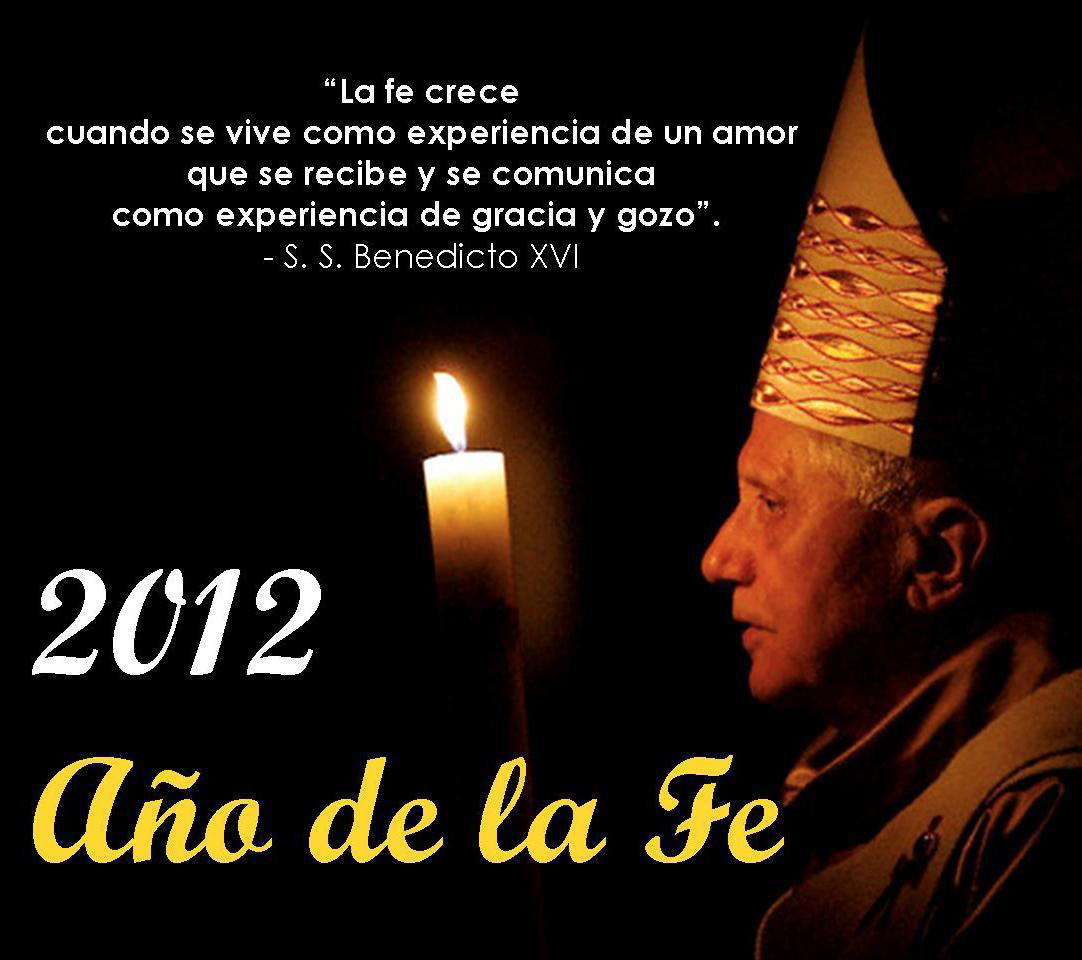 “La fe crece
cuando se vive como experiencia de un amor
que se recibe y se comunica
como experiencia de gracia y gozo”.
- S. S. Benedicto XVI
2012
Año de la Fe